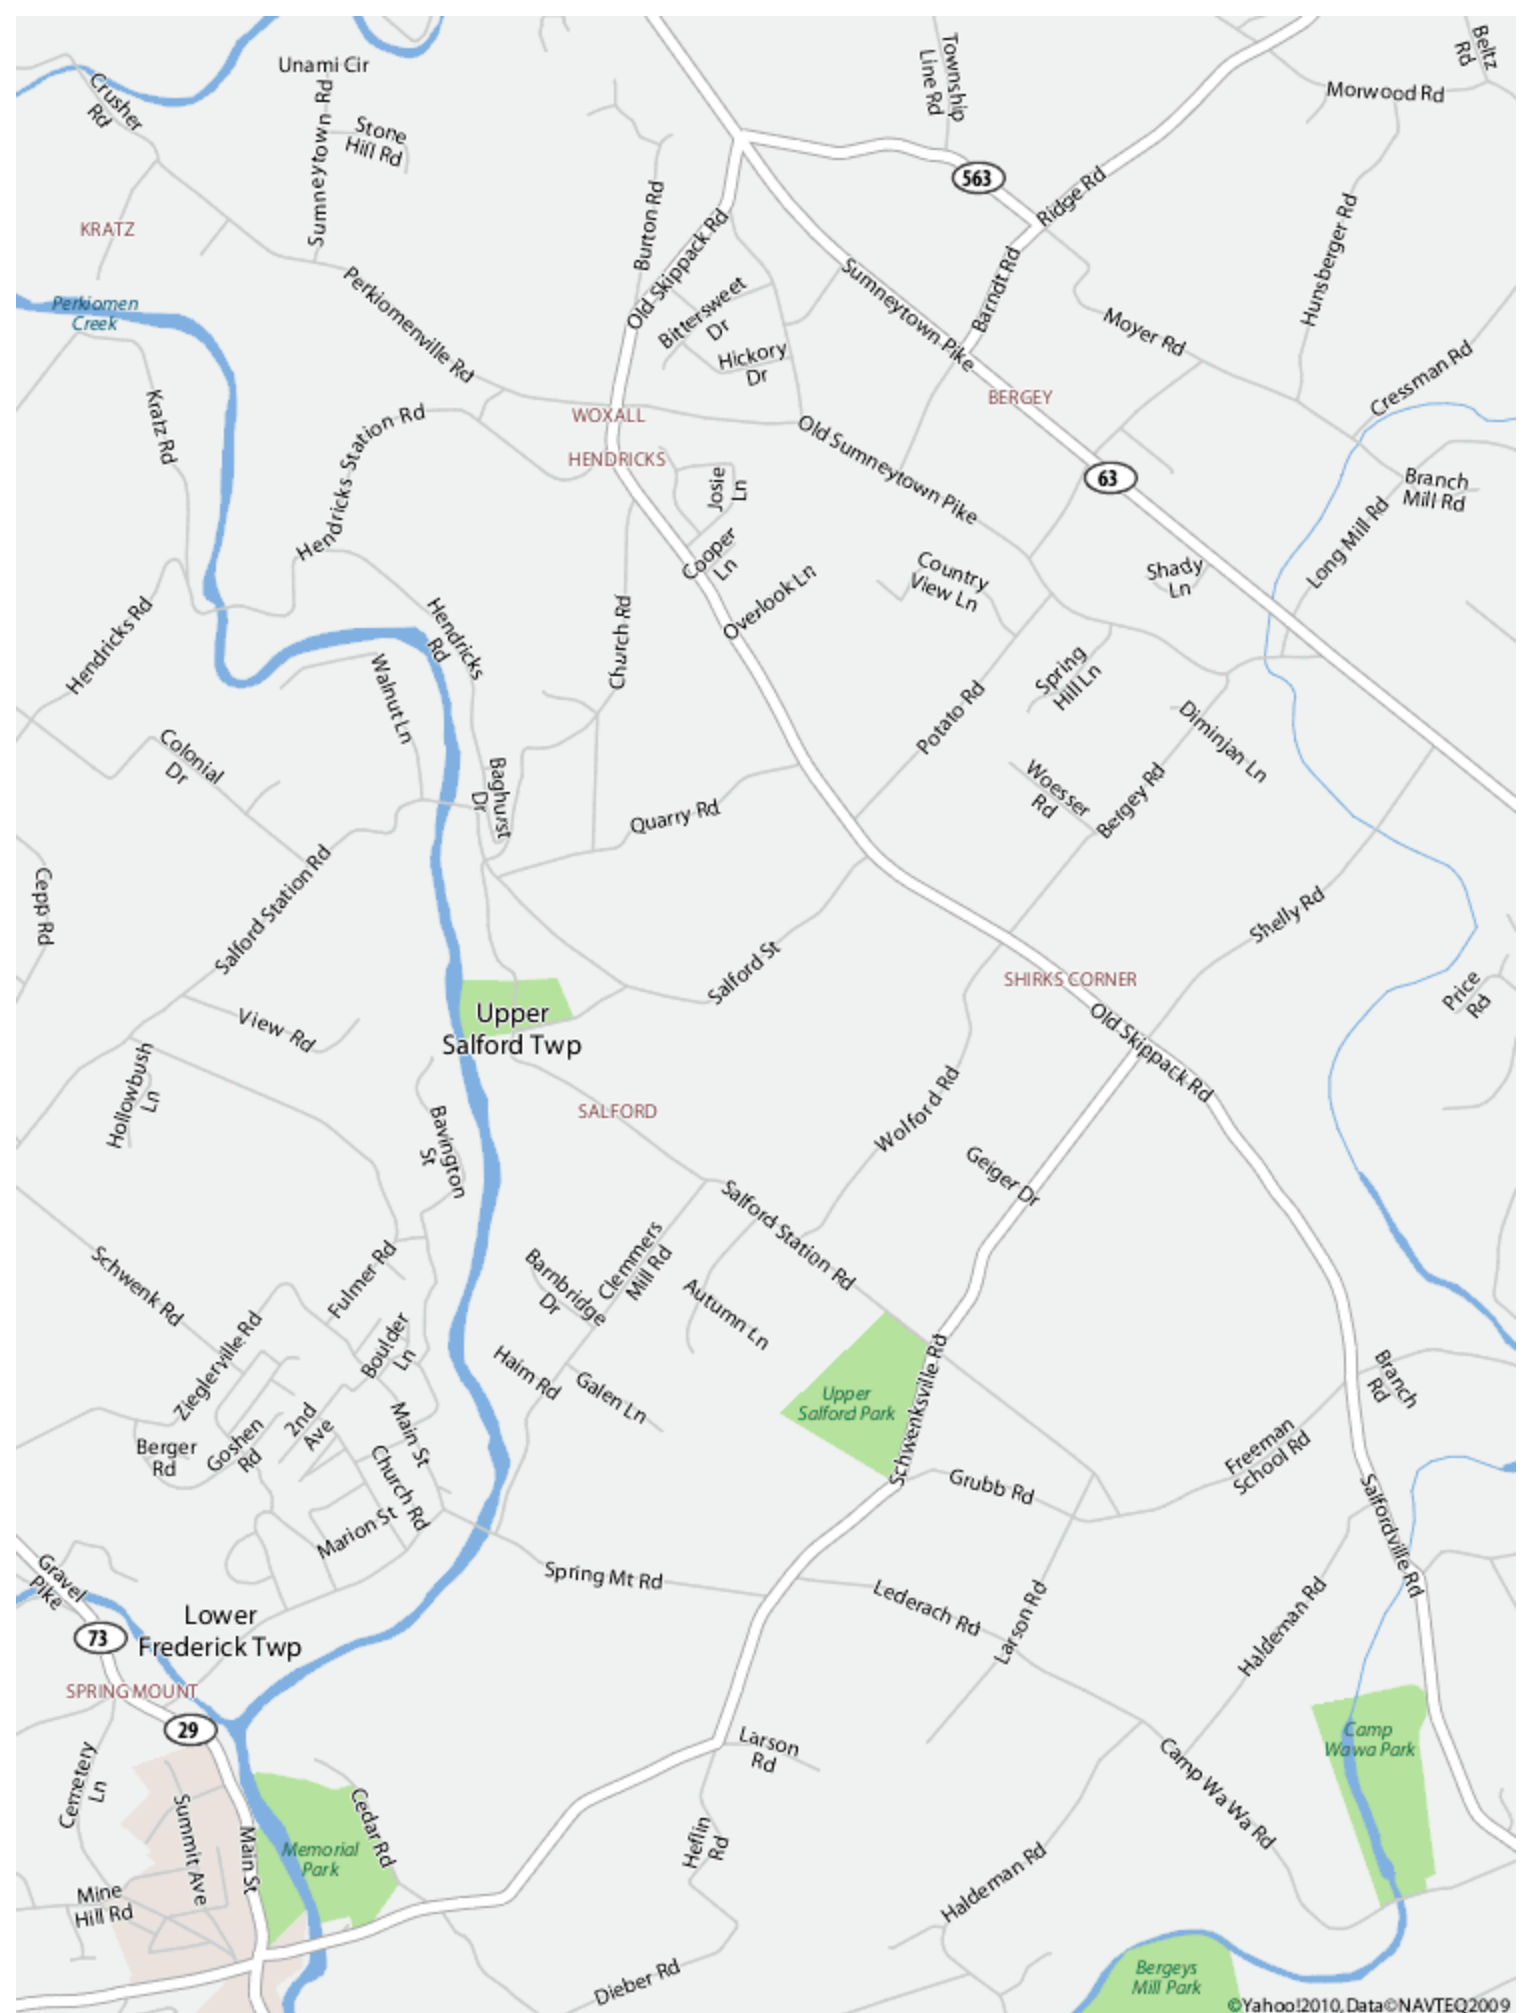 Unami Cir
Township
Line Rd
Beltz
Rd
Crusher
Rd
Sumneytown Rd
Stone
Hill Rd
Morwood Rd
563
Ridge Rd
KRATZ
Burton Rd
Old Skippack Rd
Hunsberger Rd
Perkiomen
Creek
Perkiomenville Rd
Bittersweet
Dr
Hickory
Dr
Sumneytown Pike
Barndt Rd
Moyer Rd
Cressman Rd
BERGEY
Kratz Rd
Hendricks Station Rd
WOXALL
HENDRICKS
Old Sumneytown Pike
Josie
Ln
63
Branch
Mill Rd
Long Mill Rd
Cooper
Ln
Overlook Ln
Country
View Ln
Shady
Ln
Hendricks Rd
Hendricks
Rd
Church Rd
Walnut Ln
Spring
Hill Ln
Potato Rd
Diminjan Ln
Colonial
Dr
Baghurst
Dr
Woesser
Rd
Bergey Rd
Quarry Rd
Cepp Rd
Salford Station Rd
Shelly Rd
Salford St
SHIRKS CORNER
Price
Rd
View Rd
Upper
Salford Twp
Old Skippack Rd
Hollowbush
Ln
SALFORD
Bavington
St
Wolford Rd
Geiger Dr
Salford Station Rd
Schwenk Rd
Fulmer Rd
Barnbridge
Dr
Clemmers
Mill Rd
Autumn Ln
Zieglerville Rd
Boulder
Ln
Haim Rd
Galen Ln
Schwenksville Rd
Upper
Salford Park
Branch
Rd
Berger
Rd
Goshen
Rd
2nd
Ave
Main St
Church Rd
Freeman
School Rd
Grubb Rd
Marion St
Salfordville Rd
Gravel
Pike
Spring Mt Rd
Lederach Rd
Larson Rd
Haldeman Rd
Lower
Frederick Twp
73
SPRING MOUNT
29
Larson
Rd
Camp
Wawa Park
Camp Wa Wa Rd
Cemetery
Ln
Summit Ave
Main St
Cedar Rd
Memorial
Park
Heflin
Rd
Haldeman Rd
Mine
Hill Rd
Dieber Rd
Bergeys
Mill Park
©Yahoo!2010, Data©NAVTEQ2009